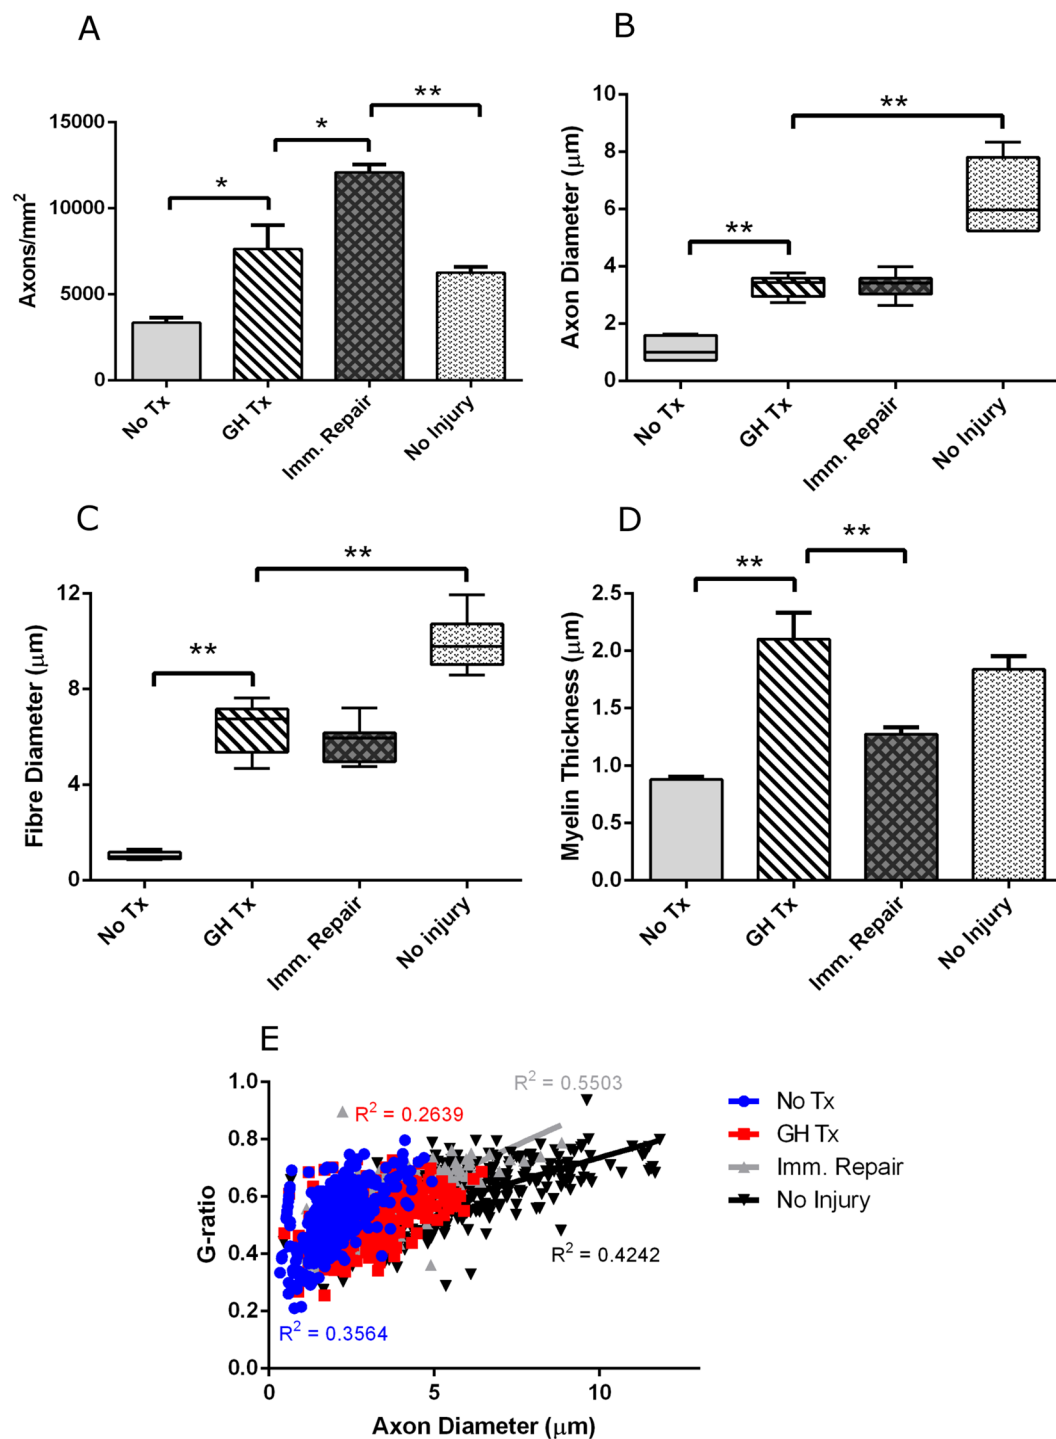 A
**
*
*
15000
10000
5000
0
Axons/mm²
No Tx
GH Tx
Imm. Repair
No Injury
B
**
**
10
8
6
4
2
0
Axon Diameter (μm)
No Tx
GH Tx
Imm. Repair
No Injury
C
**
**
12
8
4
0
Fibre Diameter (μm)
No Tx
GH Tx
Imm. Repair
No injury
D
**
**
2.5
2.0
1.5
1.0
0.5
0.0
Myelin Thickness (μm)
No Tx
GH Tx
Imm. Repair
No Injury
E
R² = 0.5503
R² = 0.2639
R² = 0.4242
R² = 0.3564
1.0
0.8
0.6
0.4
0.2
0.0
G-ratio
0 5 10
Axon Diameter (μm)
No Tx
GH Tx
Imm. Repair
No Injury